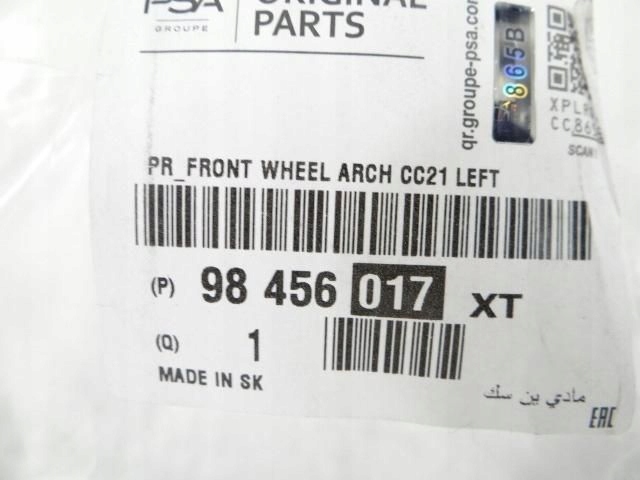 PSA
GROUPE
ORIGINAL
PARTS
qr.groupe-psa.com
865B
SCAN
PR_FRONT WHEEL ARCH CC21 LEFT
(P) 98 456 017 XT
(Q) 1
MADE IN SK
مادي ين سك
EAC